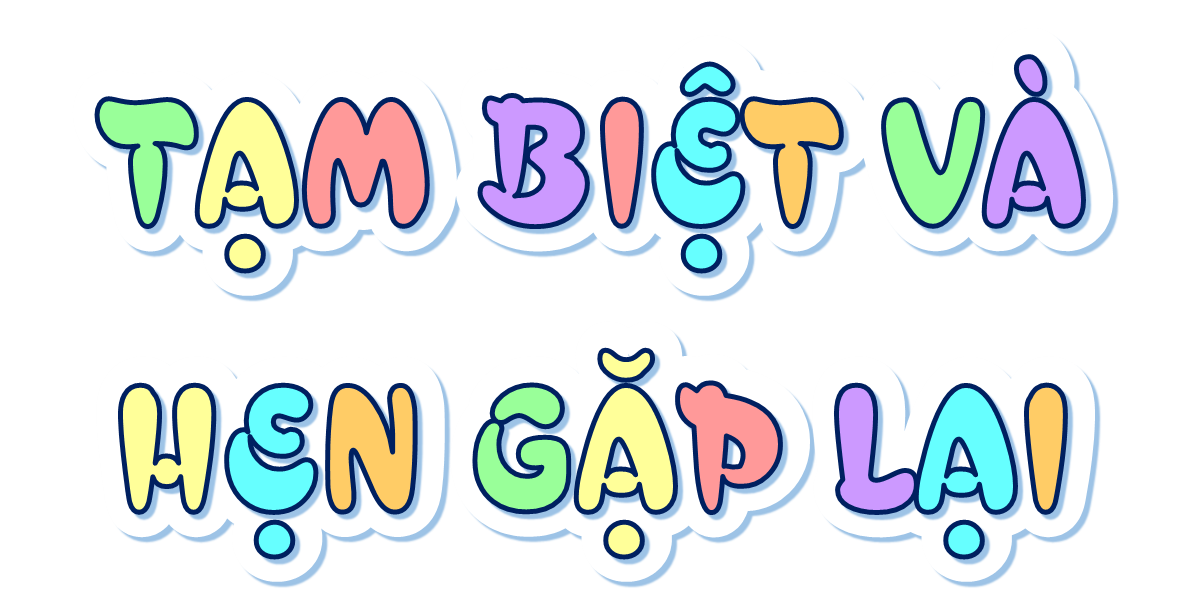 TẠM BIỆT VÀ
HẸN GẶP LẠI